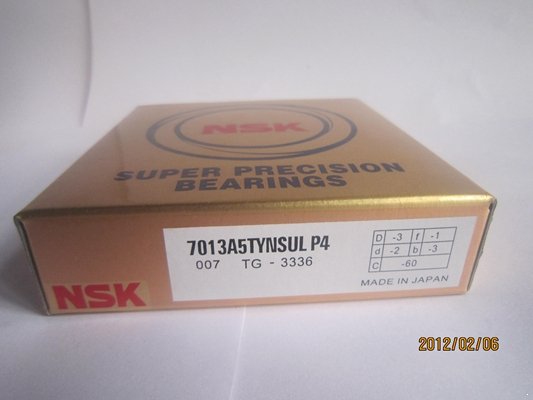 NSK
SUPER PRECISION
BEARINGS
7013A5TYNSUL P4
007 TG - 3336
D -3 f -1
d -2 b -3
C -60
MADE IN JAPAN
NSK
2012/02/06